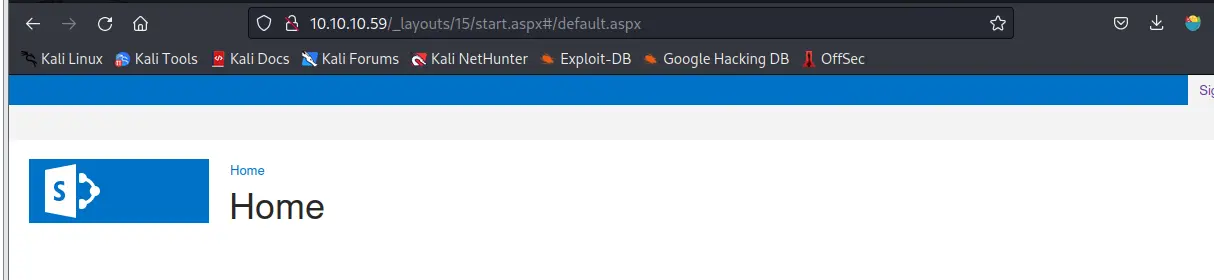 10.10.10.59/_layouts/15/start.aspx#/default.aspx
Kali Linux Kali Tools Kali Docs Kali Forums Kali NetHunter Exploit-DB Google Hacking DB OffSec
Sig
S
Home
Home